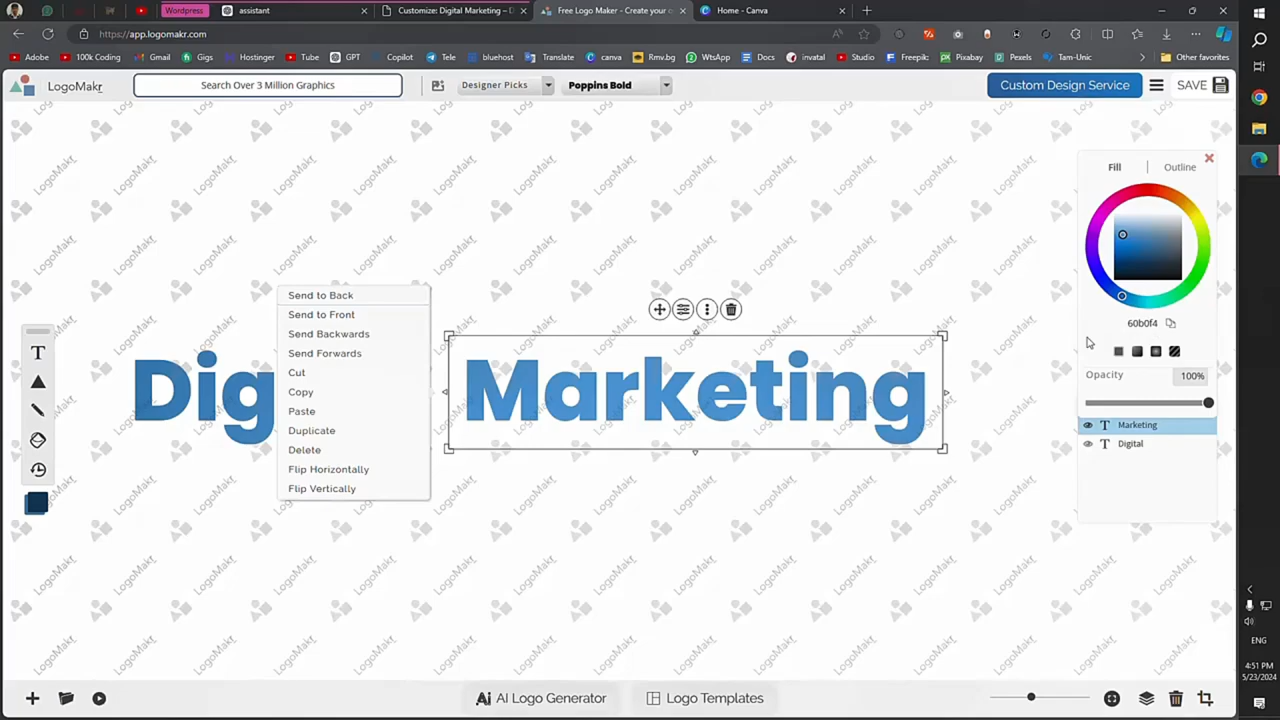 Wordpress
assistant
Customize: Digital Marketing – D
Free Logo Maker - Create your o
Home - Canva
https://app.logomakr.com
Adobe
100k Coding
Gmail
Gigs
Hostinger
Tube
GPT
Copilot
Tele
bluehost
Translate
canva
Rmv.bg
WtsApp
Docs
invatal
Studio
Freepik
Pixabay
Tam-Unic
Pexels
Other favorites
LogoMakr
Search Over 3 Million Graphics
Designer Picks
Poppins Bold
Custom Design Service
SAVE
Fill
Outline
60b0f4
Opacity
100%
Marketing
Digital
Send to Back
Send to Front
Send Backwards
Send Forwards
Cut
Copy
Paste
Duplicate
Delete
Flip Horizontally
Flip Vertically
Dig
Marketing
T
T
T
Ai AI Logo Generator
Logo Templates
ENG
4:51 PM
5/23/2024